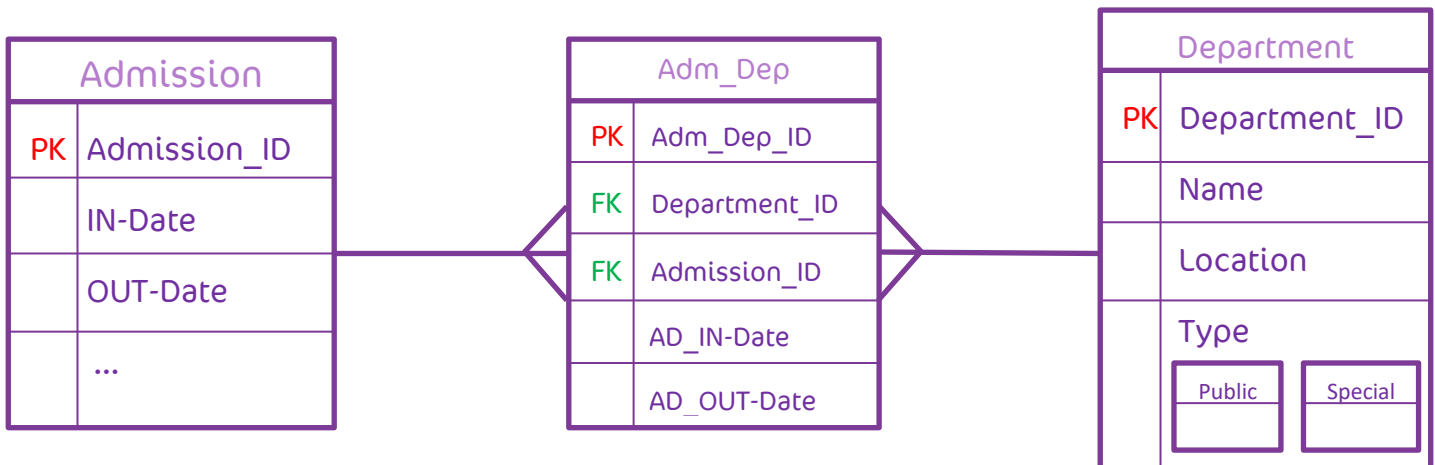 Admission
PK Admission_ID
IN-Date
OUT-Date
...
Adm_Dep
PK Adm_Dep_ID
FK Department_ID
FK Admission_ID
AD_IN-Date
AD_OUT-Date
Department
PK Department_ID
Name
Location
Type
Public Special